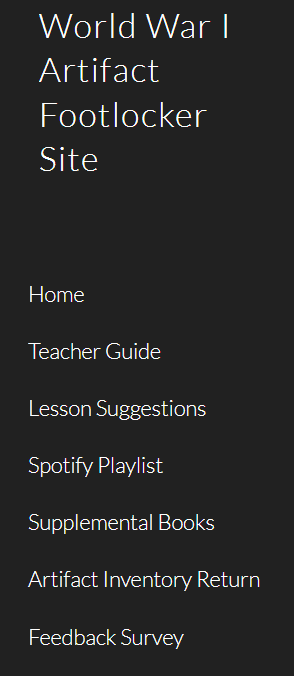 World War I
Artifact
Footlocker
Site
Home
Teacher Guide
Lesson Suggestions
Spotify Playlist
Supplemental Books
Artifact Inventory Return
Feedback Survey